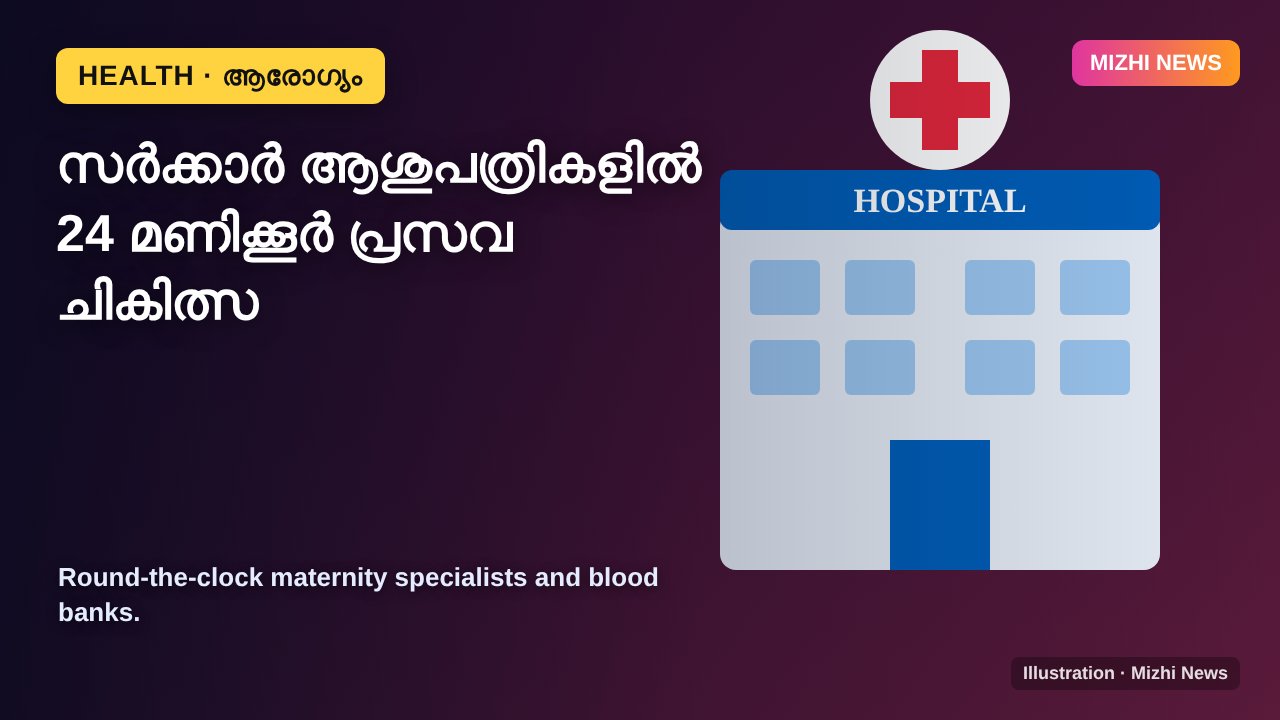 HEALTH · ആരോഗ്യം
MIZHI NEWS
സർക്കാർ ആശുപത്രികളിൽ
24 മണിക്കൂർ പ്രസവ
ചികിത്സ
HOSPITAL
Round-the-clock maternity specialists and blood
banks.
Illustration · Mizhi News